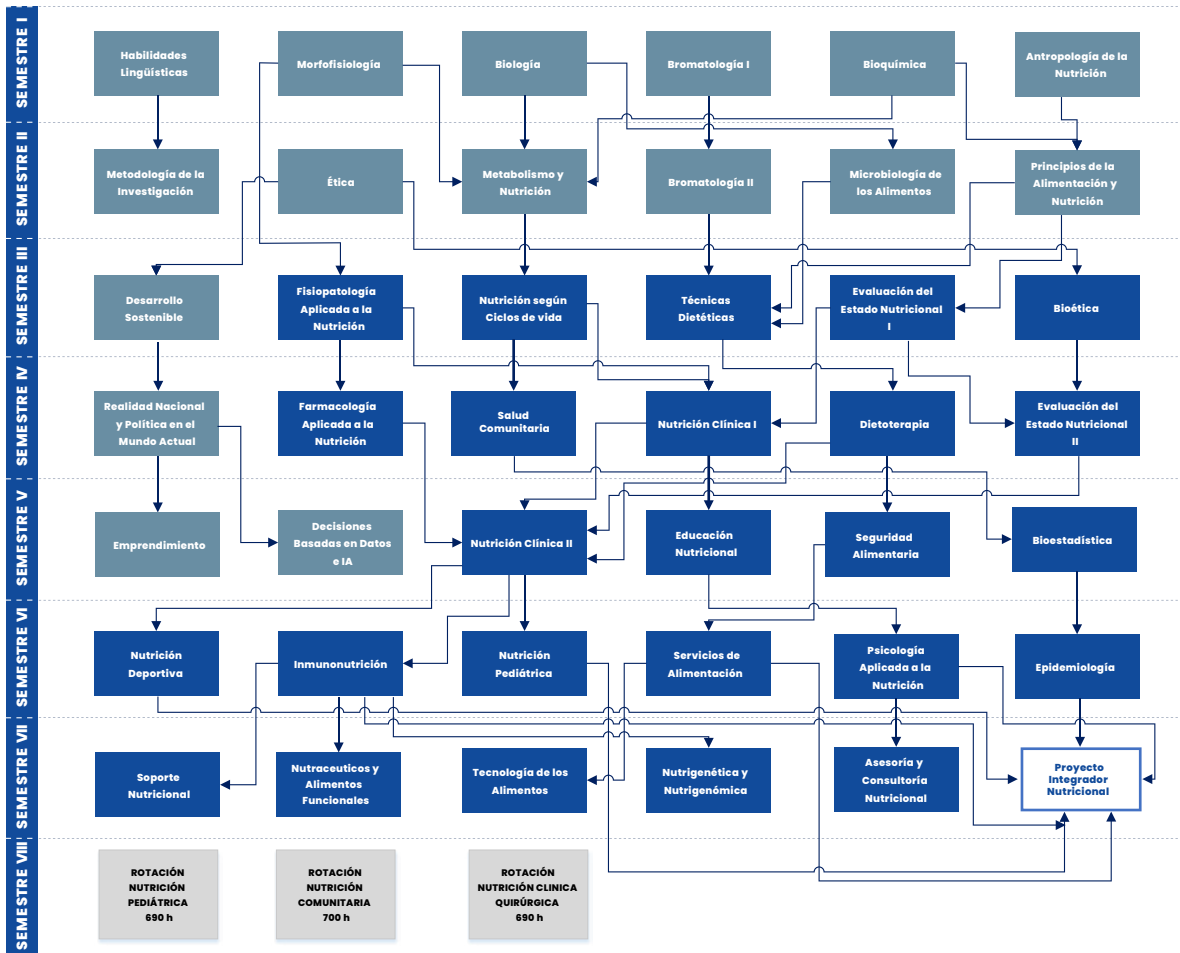 SEMESTRE I
Habilidades
Lingüísticas
Morfofisiología
Biología
Bromatología I
Bioquímica
Antropología de la
Nutrición
SEMESTRE II
Metodología de la
Investigación
Ética
Metabolismo y
Nutrición
Bromatología II
Microbiología de
los Alimentos
Principios de la
Alimentación y
Nutrición
SEMESTRE III
Desarrollo
Sostenible
Fisiopatología
Aplicada a la
Nutrición
Nutrición según
Ciclos de vida
Técnicas
Dietéticas
Evaluación del
Estado Nutricional
I
Bioética
SEMESTRE IV
Realidad Nacional
y Política en el
Mundo Actual
Farmacología
Aplicada a la
Nutrición
Salud
Comunitaria
Nutrición Clínica I
Dietoterapia
Evaluación del
Estado Nutricional
II
SEMESTRE V
Emprendimiento
Decisiones
Basadas en Datos
e IA
Nutrición Clínica II
Educación
Nutricional
Seguridad
Alimentaria
Bioestadística
SEMESTRE VI
Nutrición
Deportiva
Inmunonutrición
Nutrición
Pediátrica
Servicios de
Alimentación
Psicología
Aplicada a la
Nutrición
Epidemiología
SEMESTRE VII
Soporte
Nutricional
Nutraceuticos y
Alimentos
Funcionales
Tecnología de los
Alimentos
Nutrigenética y
Nutrigenómica
Asesoría y
Consultoría
Nutricional
Proyecto
Integrador
Nutricional
SEMESTRE VIII
ROTACIÓN
NUTRICIÓN
PEDIÁTRICA
690 h
ROTACIÓN
NUTRICIÓN
COMUNITARIA
700 h
ROTACIÓN
NUTRICIÓN CLINICA
QUIRÚRGICA
690 h